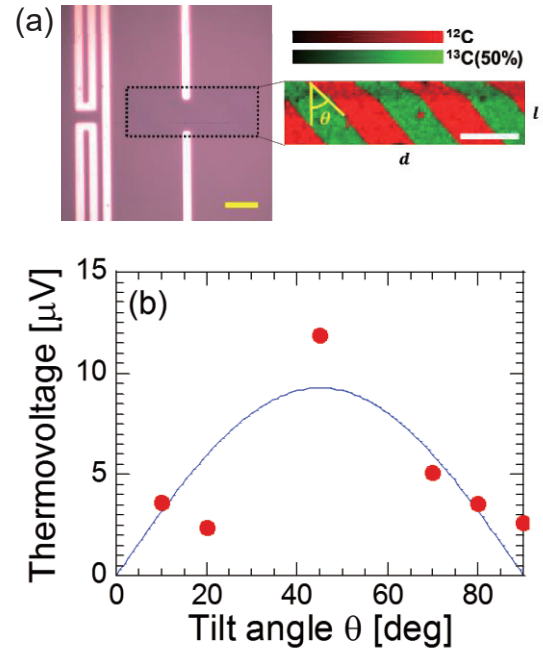 (a)
¹²C
¹³C(50%)
θ
l
d
(b)
Thermovoltage [μV]
15
10
5
0
0 20 40 60 80
Tilt angle θ [deg]